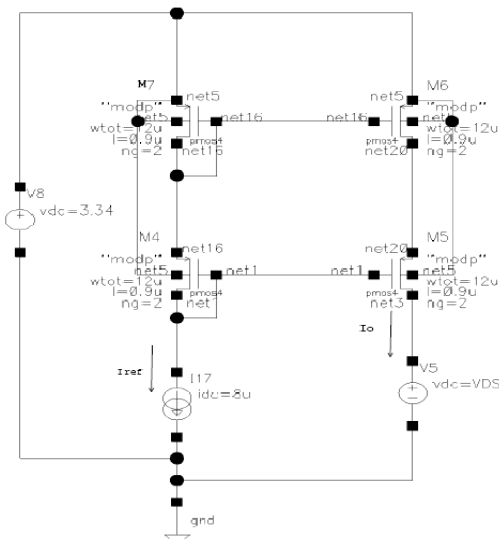 M7
net5
"modp"
net5
wtot=12u
l=0.9u
ng=2
pmos4
net16
net16
M6
net5
"modp"
net16
wtot=12u
l=0.9u
ng=2
pmos4
net20
V8
vdc=3.34
M4
net16
"modp"
net5
wtot=12u
l=0.9u
ng=2
pmos4
net1
M5
net20
"modp"
net1
net5
wtot=12u
l=0.9u
ng=2
pmos4
net3
Iref
Io
I17
idc=8u
V5
vdc=VDS
gnd